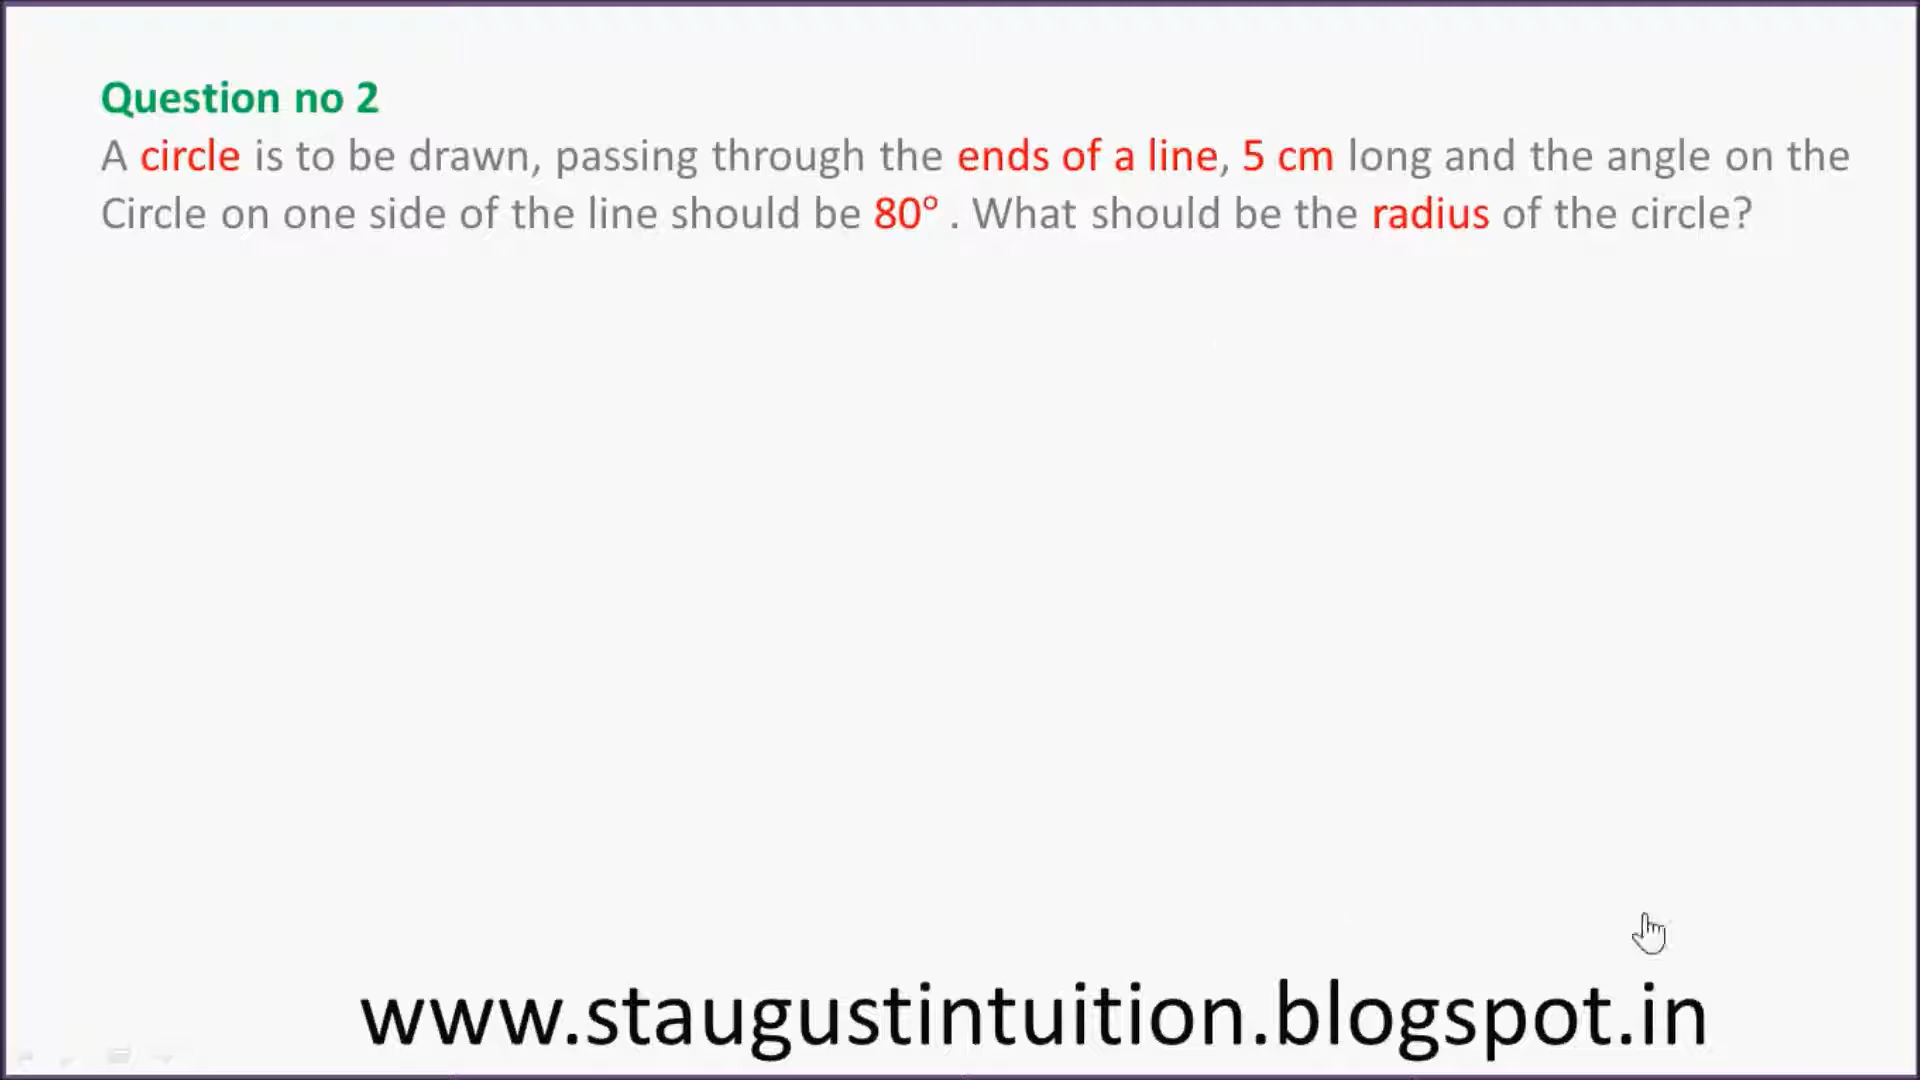 Question no 2
A circle is to be drawn, passing through the ends of a line, 5 cm long and the angle on the
Circle on one side of the line should be 80° . What should be the radius of the circle?
www.staugustintuition.blogspot.in